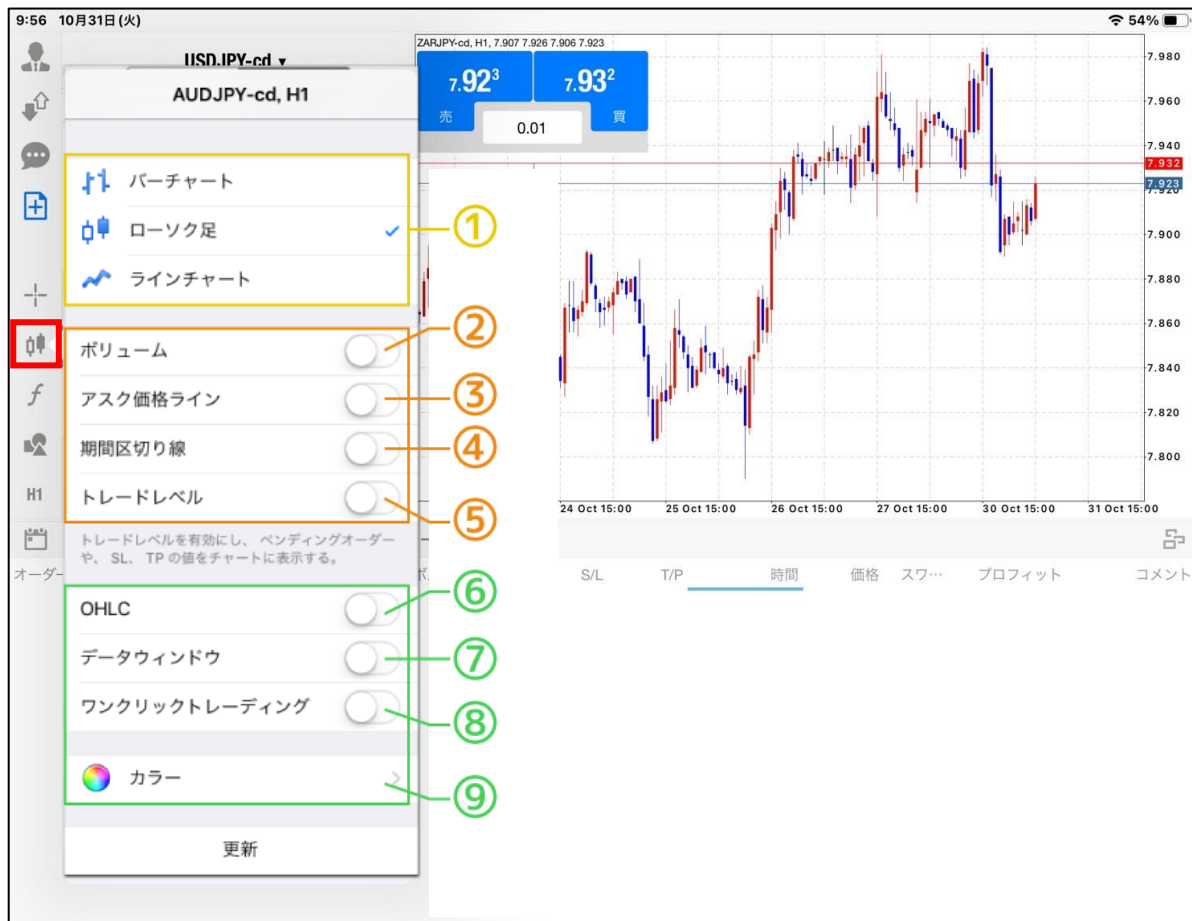 9:56 10月31日(火)
54%
USDJPY-cd ▼
AUDJPY-cd, H1
バーチャート
ローソク足
ラインチャート
①
ボリューム
②
アスク価格ライン
③
期間区切り線
④
トレードレベル
⑤
トレードレベルを有効にし、 ペンディングオーダー
や、 SL、 TP の値をチャートに表示する。
OHLC
⑥
データウィンドウ
⑦
ワンクリックトレーディング
⑧
カラー
⑨
更新
H1
ZARJPY-cd, H1, 7.907 7.926 7.906 7.923
7.923
7.932
売
0.01
買
7.980
7.960
7.940
7.932
7.923
7.900
7.880
7.860
7.840
7.820
7.800
24 Oct 15:00 25 Oct 15:00 26 Oct 15:00 27 Oct 15:00 30 Oct 15:00 31 Oct 15:00
オーダー S/L T/P 時間 価格 スワ… プロフィット コメント